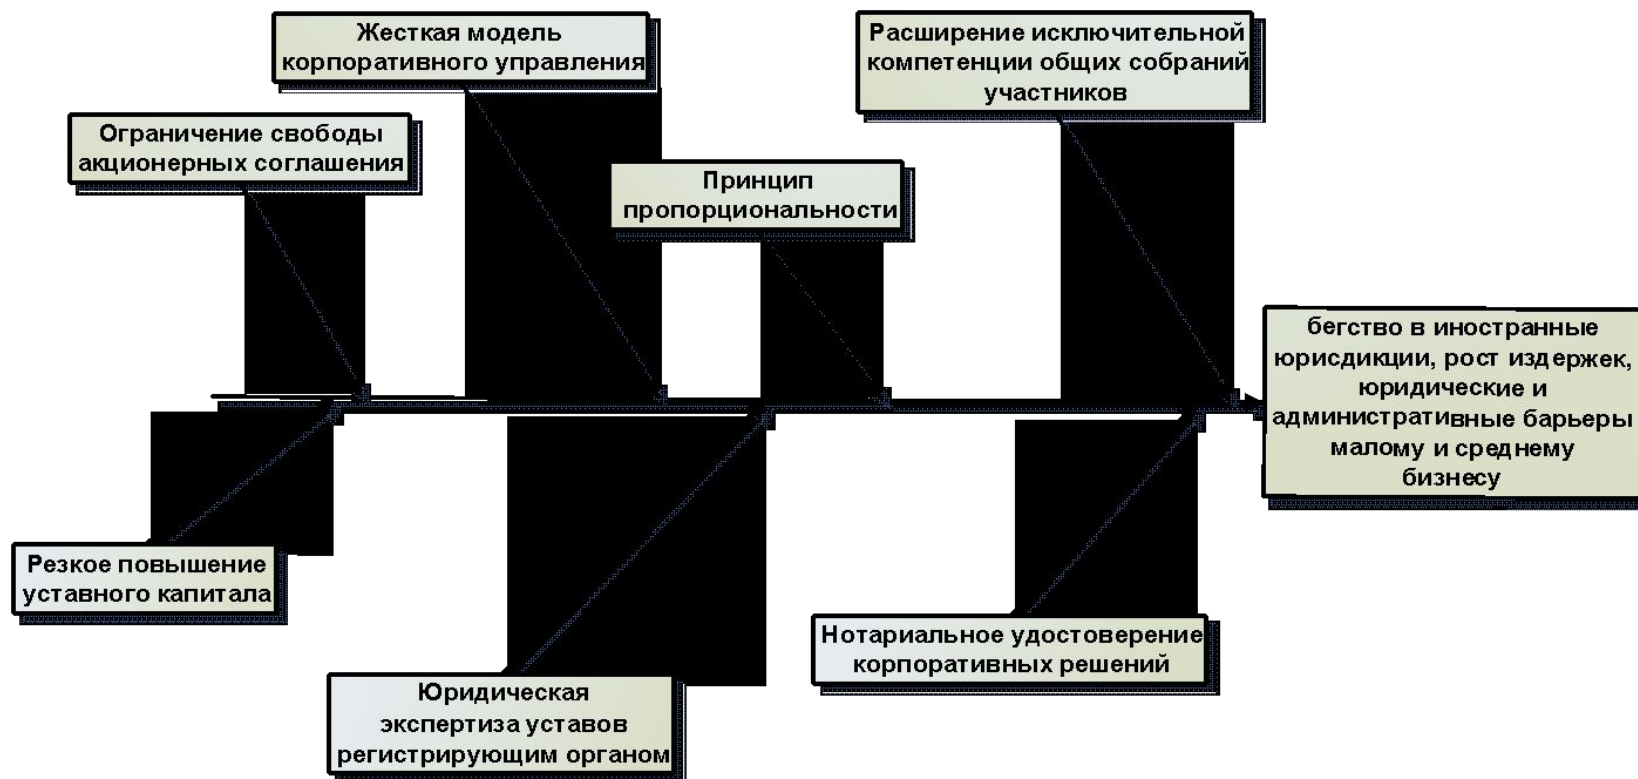 Жесткая модель
корпоративного управления
Расширение исключительной
компетенции общих собраний
участников
Ограничение свободы
акционерных соглашения
Принцип
пропорциональности
бегство в иностранные
юрисдикции, рост издержек,
юридические и
административные барьеры
малому и среднему
бизнесу
Резкое повышение
уставного капитала
Нотариальное удостоверение
корпоративных решений
Юридическая
экспертиза уставов
регистрирующим органом